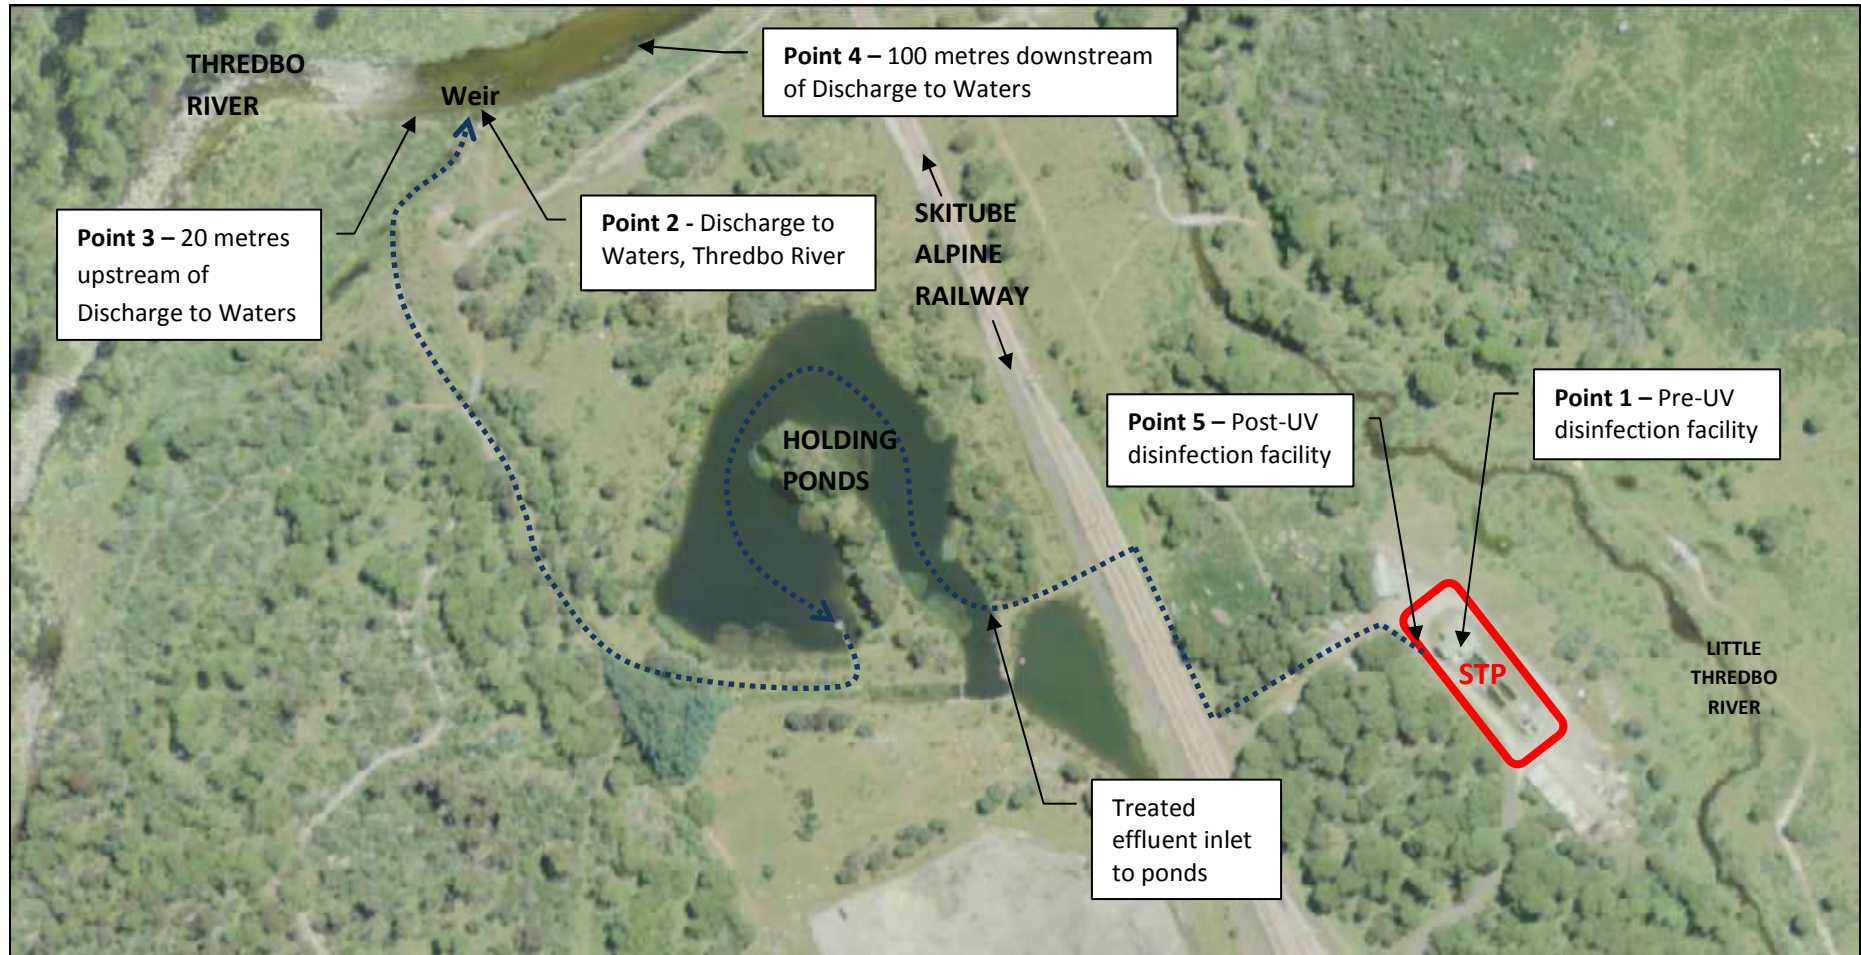 THREDBO
RIVER
Weir
Point 4 – 100 metres downstream
of Discharge to Waters
Point 3 – 20 metres
upstream of
Discharge to Waters
Point 2 - Discharge to
Waters, Thredbo River
SKITUBE
ALPINE
RAILWAY
HOLDING
PONDS
Point 5 – Post-UV
disinfection facility
Point 1 – Pre-UV
disinfection facility
STP
LITTLE
THREDBO
RIVER
Treated
effluent inlet
to ponds